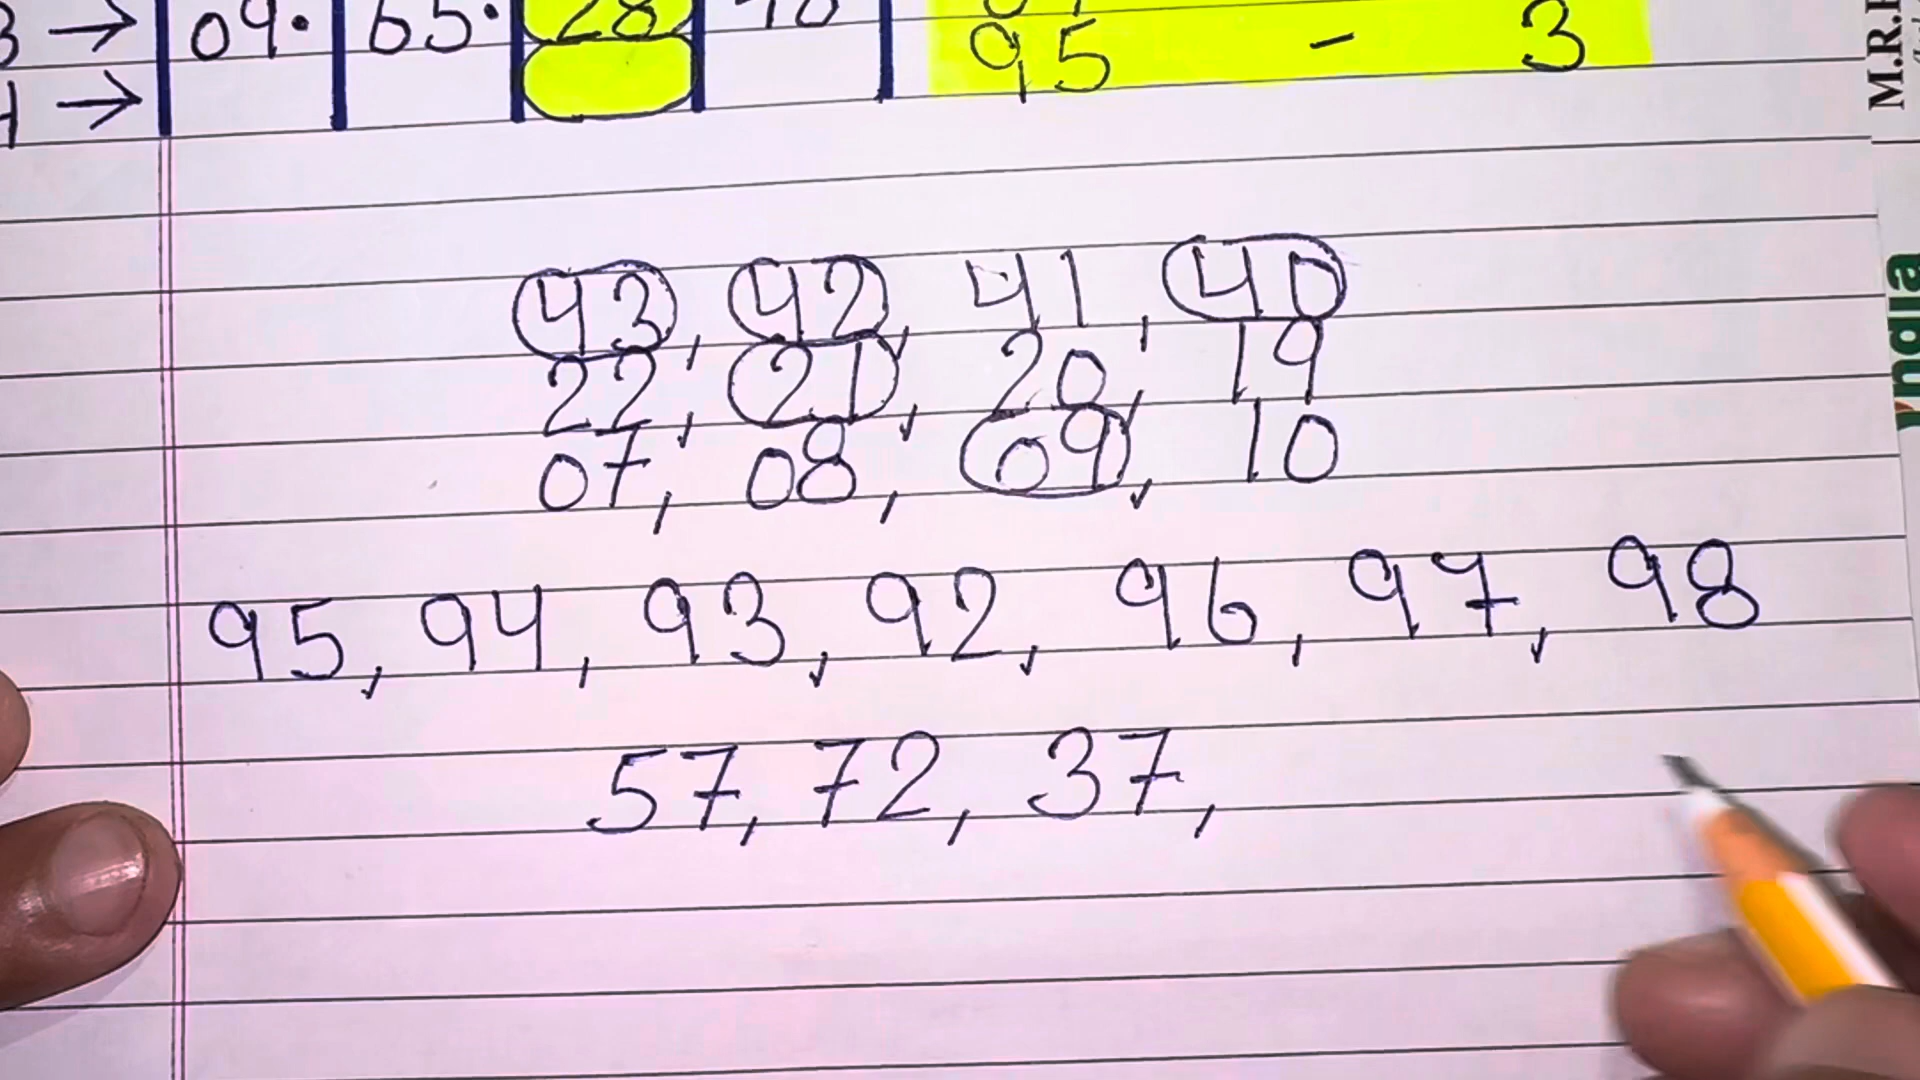 3 → 09. 65. 28
95 - 3
→
43, 42, 41, 40
22, 21, 20, 19
07, 08, 09, 10
95, 94, 93, 92, 96, 97, 98
57, 72, 37,